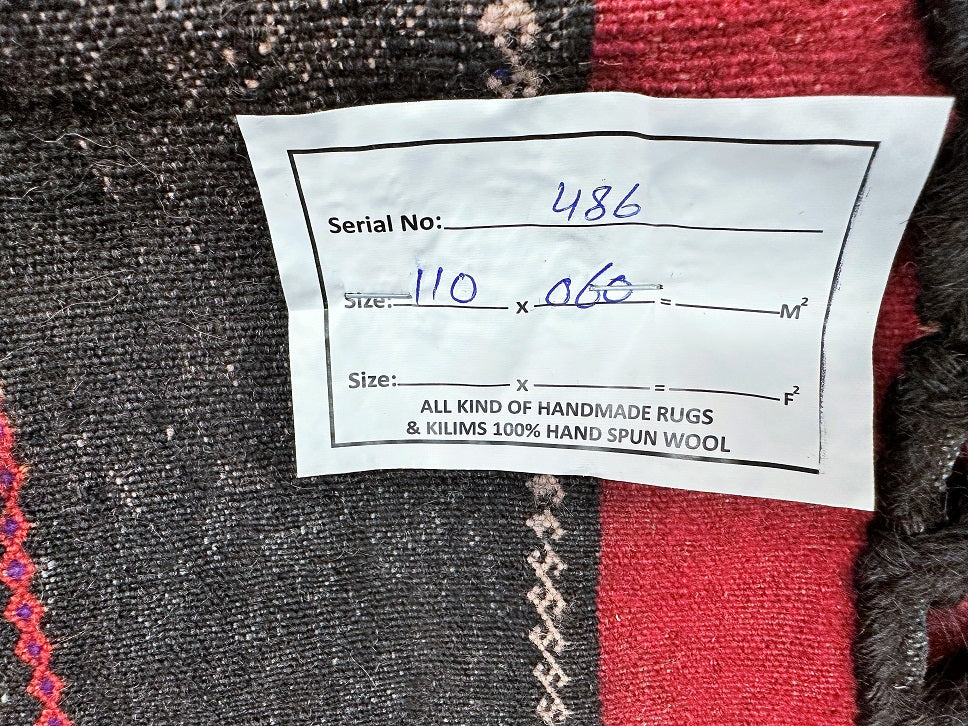 Serial No: 486
Size: 110 x 060 = M²
Size: x = F²
ALL KIND OF HANDMADE RUGS
& KILIMS 100% HAND SPUN WOOL